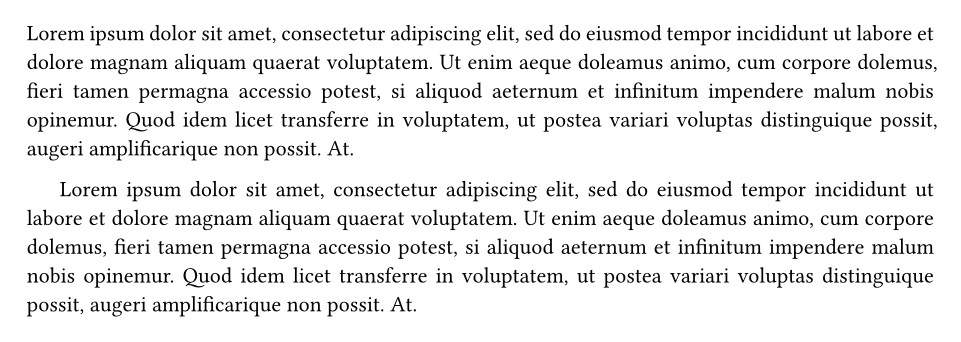 Lorem ipsum dolor sit amet, consectetur adipiscing elit, sed do eiusmod tempor incididunt ut labore et
dolore magnam aliquam quaerat voluptatem. Ut enim aeque doleamus animo, cum corpore dolemus,
fieri tamen permagna accessio potest, si aliquod aeternum et infinitum impendere malum nobis
opinemur. Quod idem licet transferre in voluptatem, ut postea variari voluptas distinguique possit,
augeri amplificarique non possit. At.
Lorem ipsum dolor sit amet, consectetur adipiscing elit, sed do eiusmod tempor incididunt ut
labore et dolore magnam aliquam quaerat voluptatem. Ut enim aeque doleamus animo, cum corpore
dolemus, fieri tamen permagna accessio potest, si aliquod aeternum et infinitum impendere malum
nobis opinemur. Quod idem licet transferre in voluptatem, ut postea variari voluptas distinguique
possit, augeri amplificarique non possit. At.